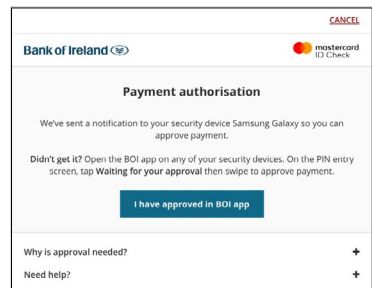 CANCEL
Bank of Ireland
mastercard
ID Check
Payment authorisation
We've sent a notification to your security device Samsung Galaxy so you can
approve payment.
Didn't get it? Open the BOI app on any of your security devices. On the PIN entry
screen, tap Waiting for your approval then swipe to approve payment.
I have approved in BOI app
Why is approval needed? +
Need help? +